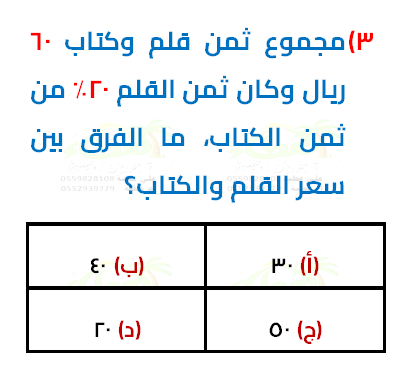 ٣) مجموع ثمن قلم وكتاب ٦٠
ريال وكان ثمن القلم ٢٠٪ من
ثمن الكتاب، ما الفرق بين
سعر القلم والكتاب؟
(أ) ٣٠
(ب) ٤٠
(ج) ٥٠
(د) ٢٠